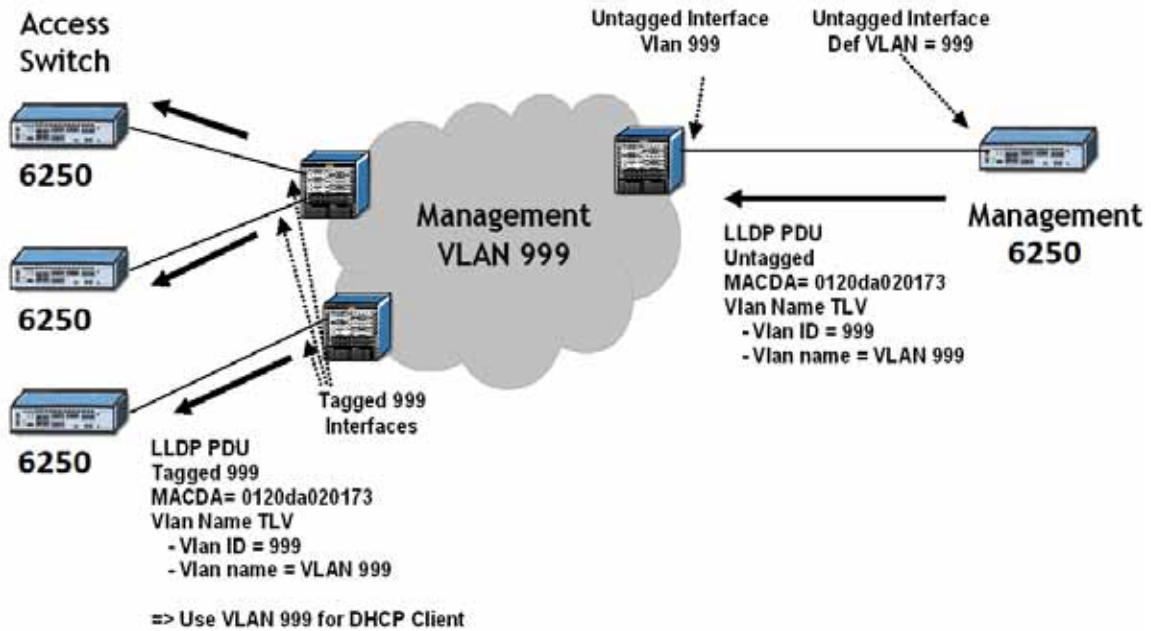 Access
Switch
6250
6250
6250
Untagged Interface
Vlan 999
Untagged Interface
Def VLAN = 999
Management
VLAN 999
Management
6250
LLDP PDU
Untagged
MACDA= 0120da020173
Vlan Name TLV
- Vlan ID = 999
- Vlan name = VLAN 999
Tagged 999
Interfaces
LLDP PDU
Tagged 999
MACDA= 0120da020173
Vlan Name TLV
- Vlan ID = 999
- Vlan name = VLAN 999
=> Use VLAN 999 for DHCP Client